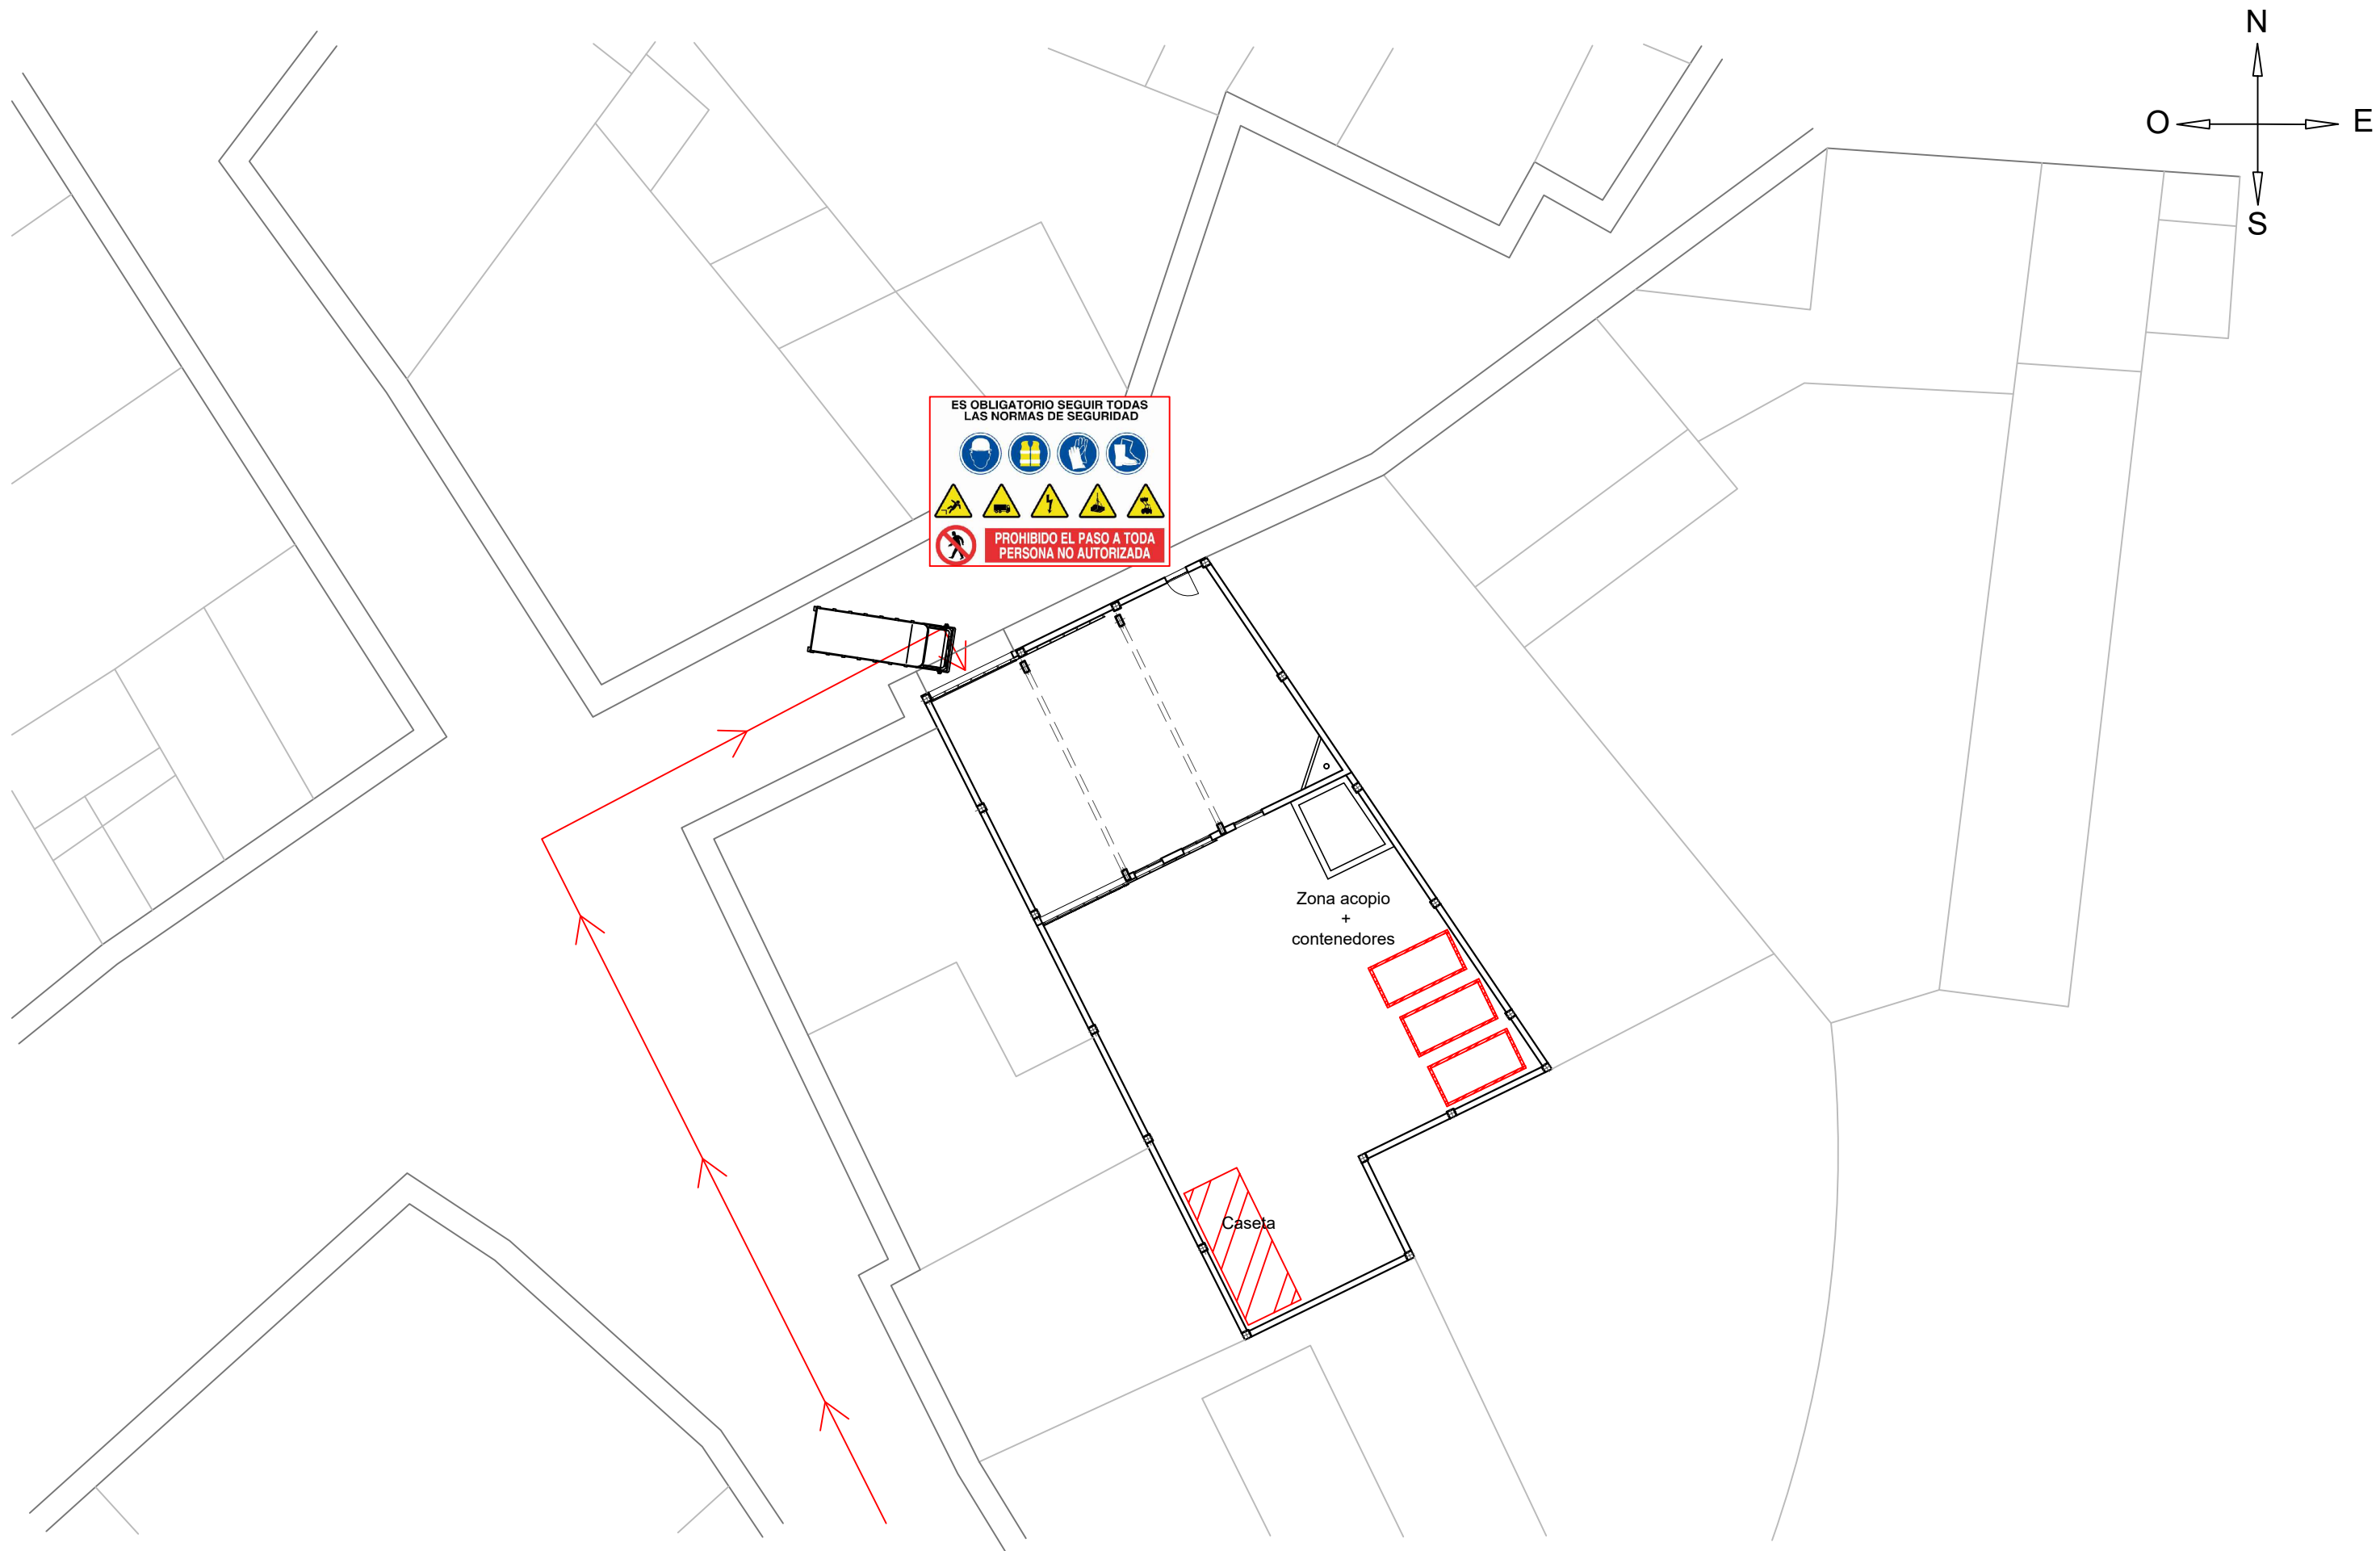 N
O
E
S
ES OBLIGATORIO SEGUIR TODAS
LAS NORMAS DE SEGURIDAD
PROHIBIDO EL PASO A TODA
PERSONA NO AUTORIZADA
Zona acopio
+
contenedores
Caseta